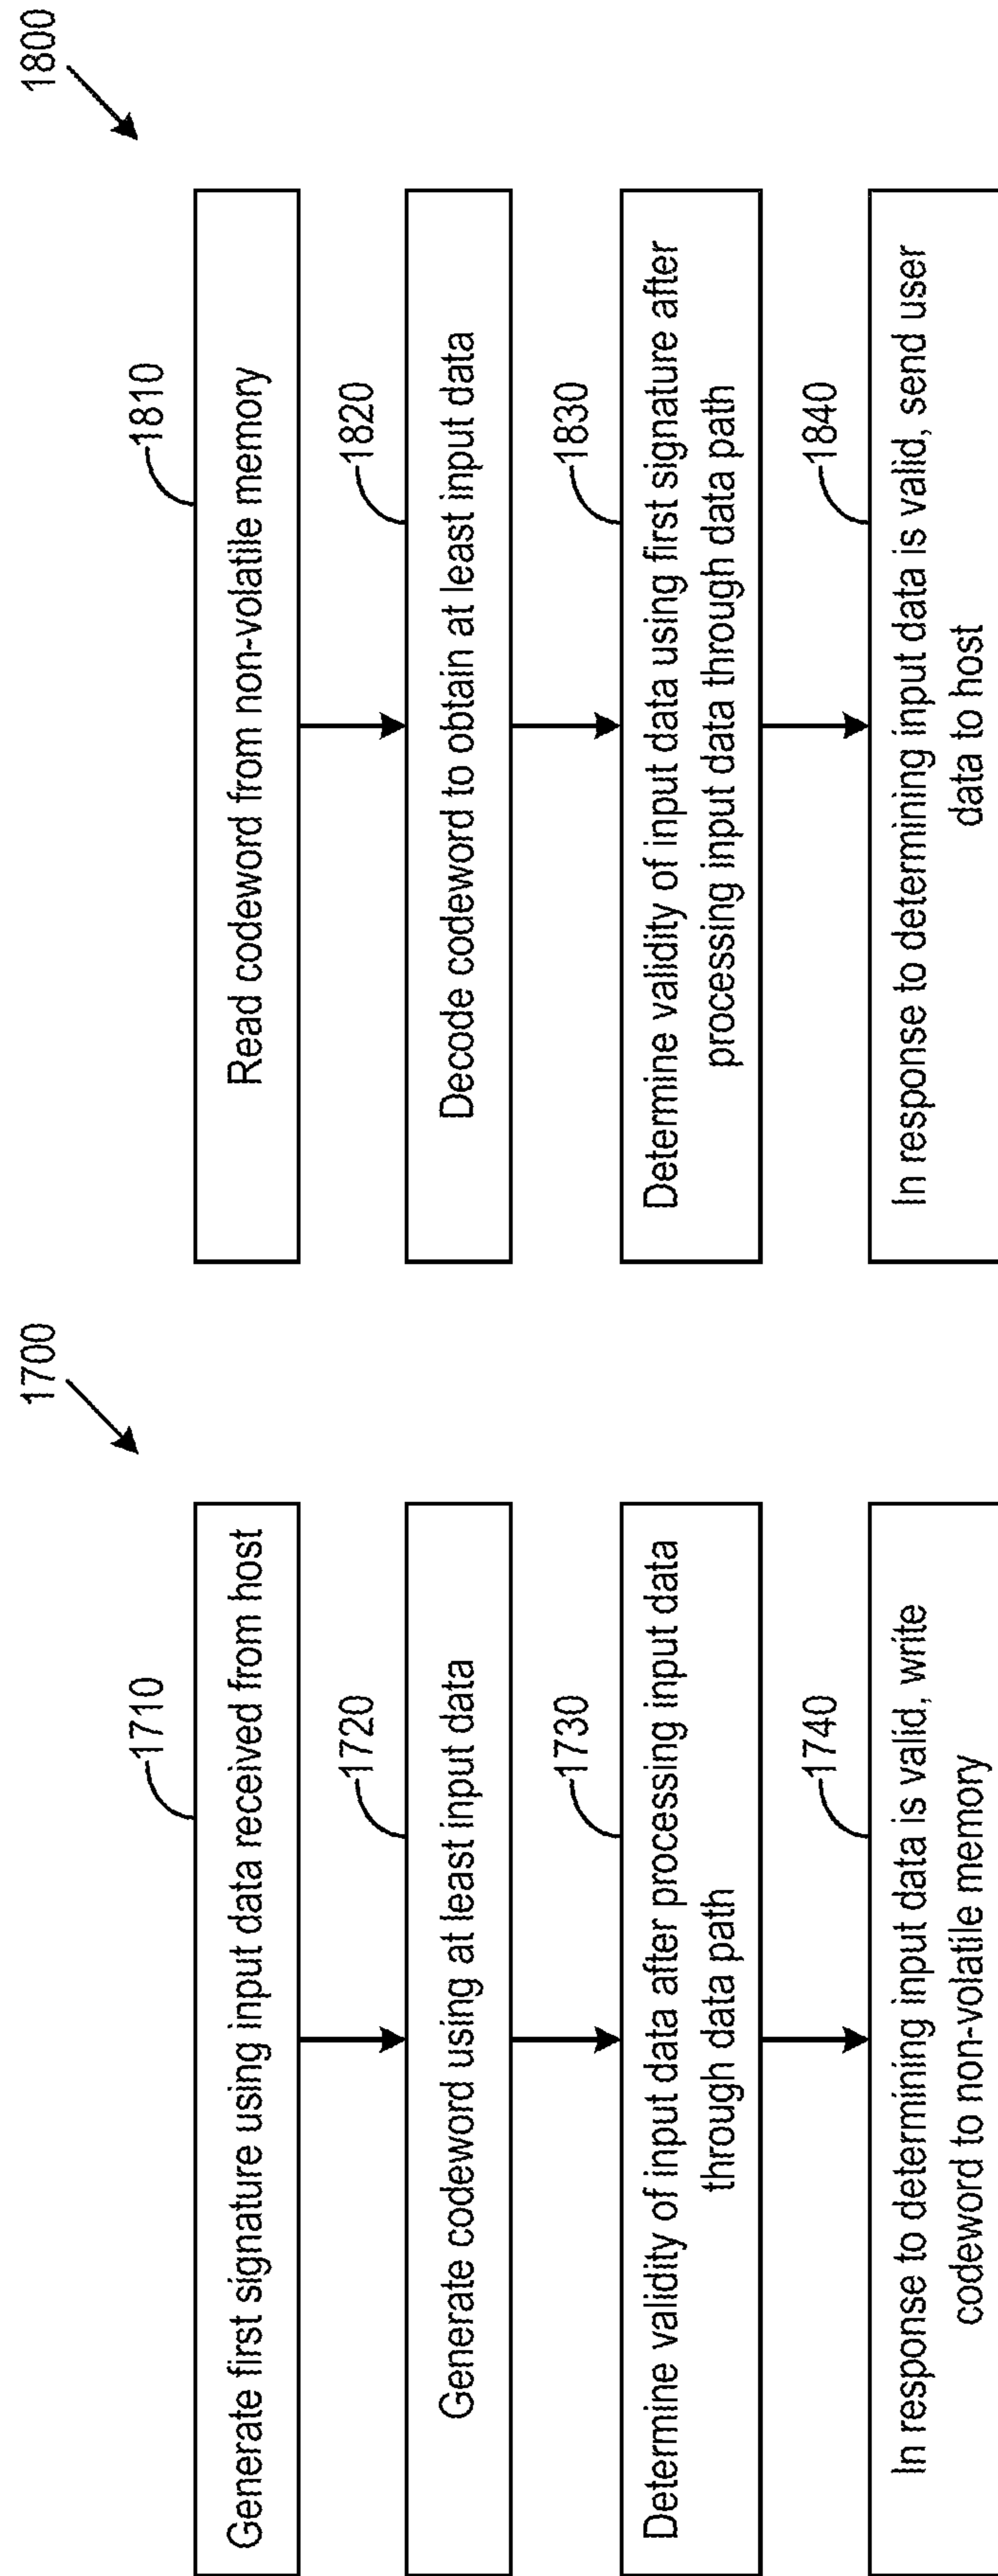 1700
1710
Generate first signature using input data received from host
1720
Generate codeword using at least input data
1730
Determine validity of input data after processing input data
through data path
1740
In response to determining input data is valid, write
codeword to non-volatile memory
1800
1810
Read codeword from non-volatile memory
1820
Decode codeword to obtain at least input data
1830
Determine validity of input data using first signature after
processing input data through data path
1840
In response to determining input data is valid, send user
data to host